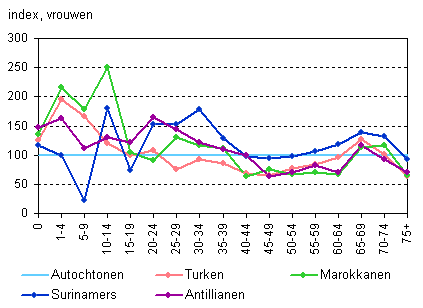 index, vrouwen
300
250
200
150
100
50
0
0 1-4 5-9 10-14 15-19 20-24 25-29 30-34 35-39 40-44 45-49 50-54 55-59 60-64 65-69 70-74 75+
Autochtonen Turken Marokkanen
Surinamers Antillianen